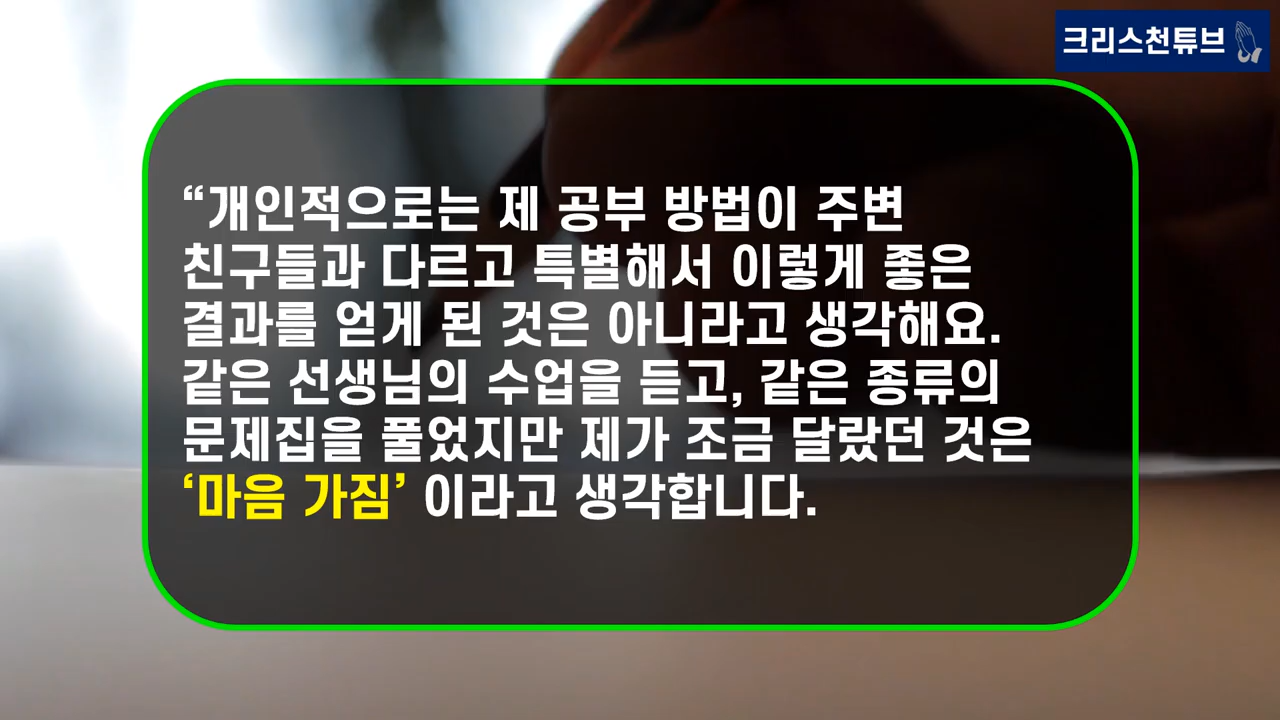 크리스천튜브
“개인적으로는 제 공부 방법이 주변
친구들과 다르고 특별해서 이렇게 좋은
결과를 얻게 된 것은 아니라고 생각해요.
같은 선생님의 수업을 듣고, 같은 종류의
문제집을 풀었지만 제가 조금 달랐던 것은
‘마음 가짐’ 이라고 생각합니다.